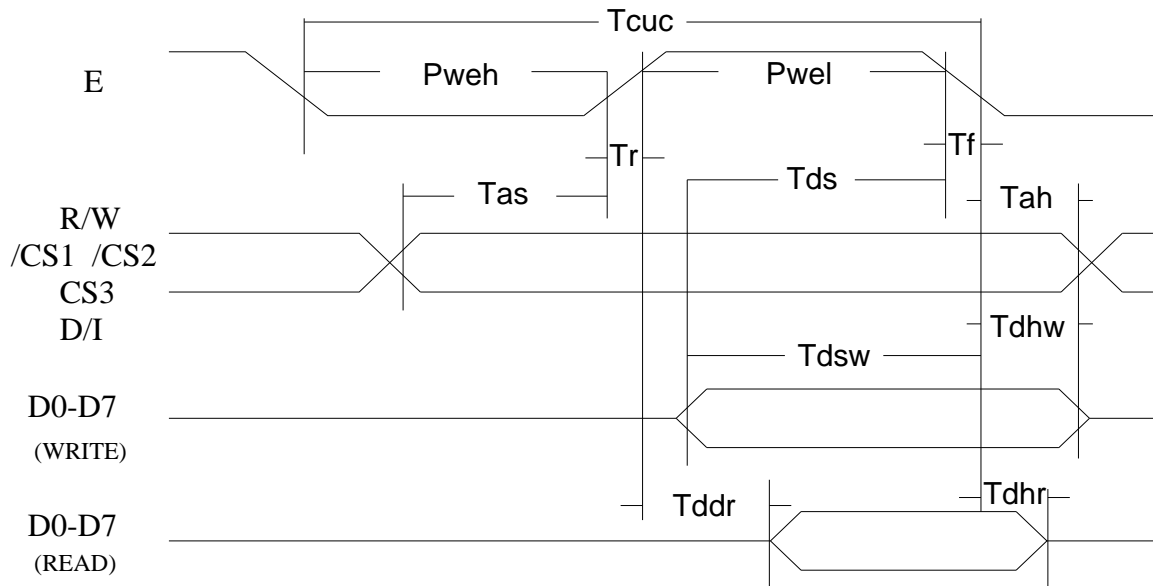 Tcuc
E
Pweh
Pwel
Tr
Tf
Tas
Tds
Tah
R/W
/CS1 /CS2
CS3
D/I
Tdhw
Tdsw
D0-D7
(WRITE)
Tddr
Tdhr
D0-D7
(READ)